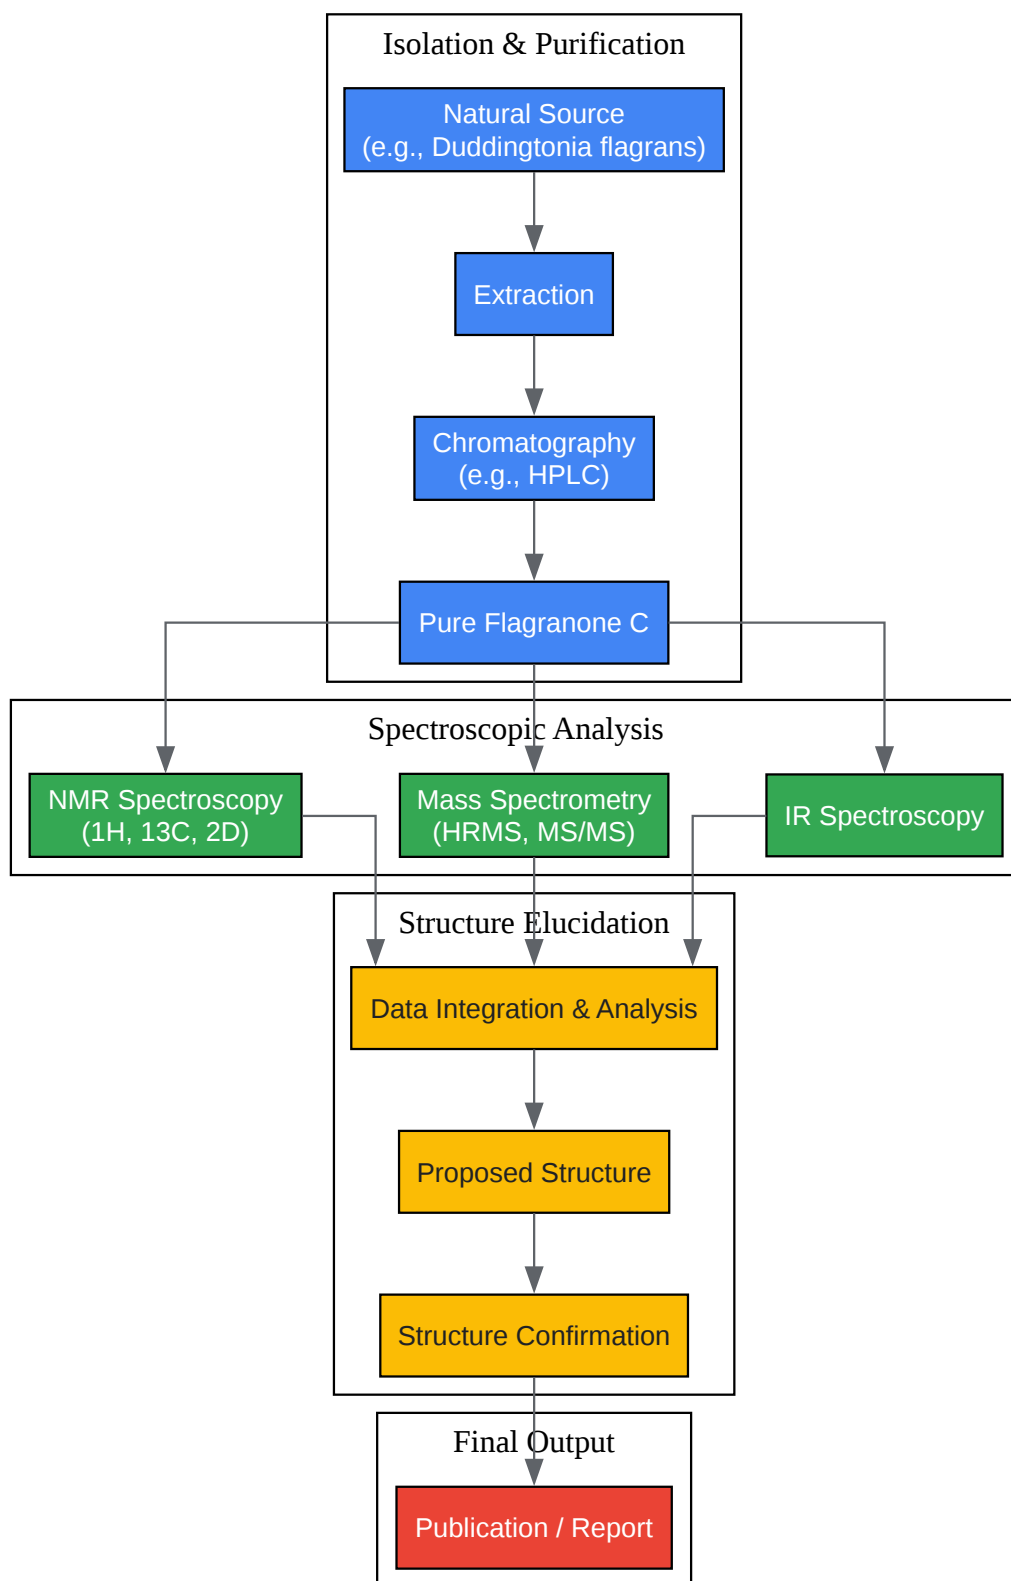 Isolation & Purification
Natural Source
(e.g., Duddingtonia flagrans)
Extraction
Chromatography
(e.g., HPLC)
Pure Flagranone C
Spectroscopic Analysis
NMR Spectroscopy
(1H, 13C, 2D)
Mass Spectrometry
(HRMS, MS/MS)
IR Spectroscopy
Structure Elucidation
Data Integration & Analysis
Proposed Structure
Structure Confirmation
Final Output
Publication / Report